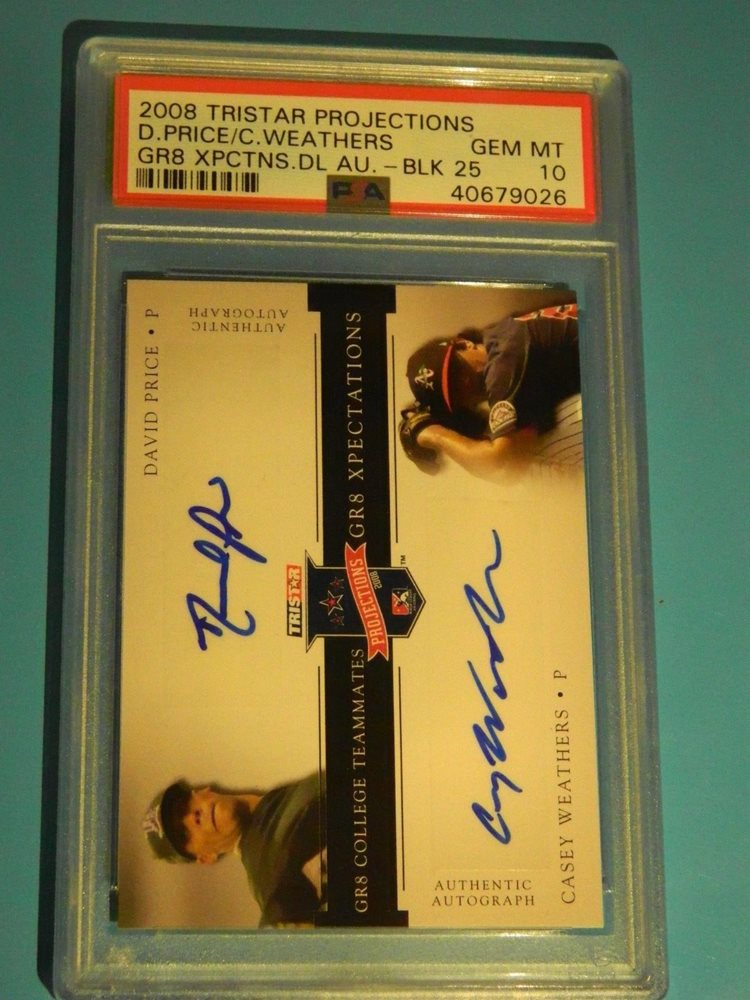 2008 TRISTAR PROJECTIONS
D.PRICE/C.WEATHERS GEM MT
GR8 XPCTNS.DL AU. – BLK 25 10
PSA 40679026
DAVID PRICE • P
AUTHENTIC
AUTOGRAPH
GR8 COLLEGE TEAMMATES GR8 XPECTATIONS
TRISTAR
PROJECTIONS
2008
TM
AUTHENTIC
AUTOGRAPH
CASEY WEATHERS • P